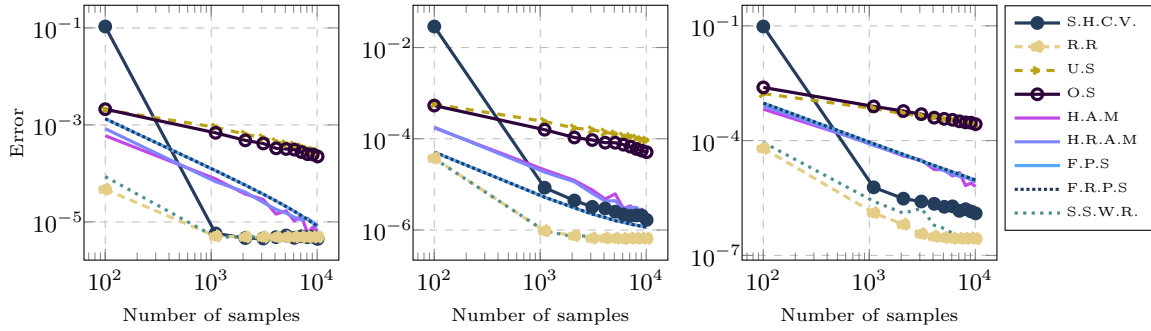 Error
10^-1
10^-3
10^-5
10^2
10^3
10^4
Number of samples
10^-2
10^-4
10^-6
10^2
10^3
10^4
Number of samples
10^-1
10^-4
10^-7
10^2
10^3
10^4
Number of samples
S.H.C.V.
R.R
U.S
O.S
H.A.M
H.R.A.M
F.P.S
F.R.P.S
S.S.W.R.